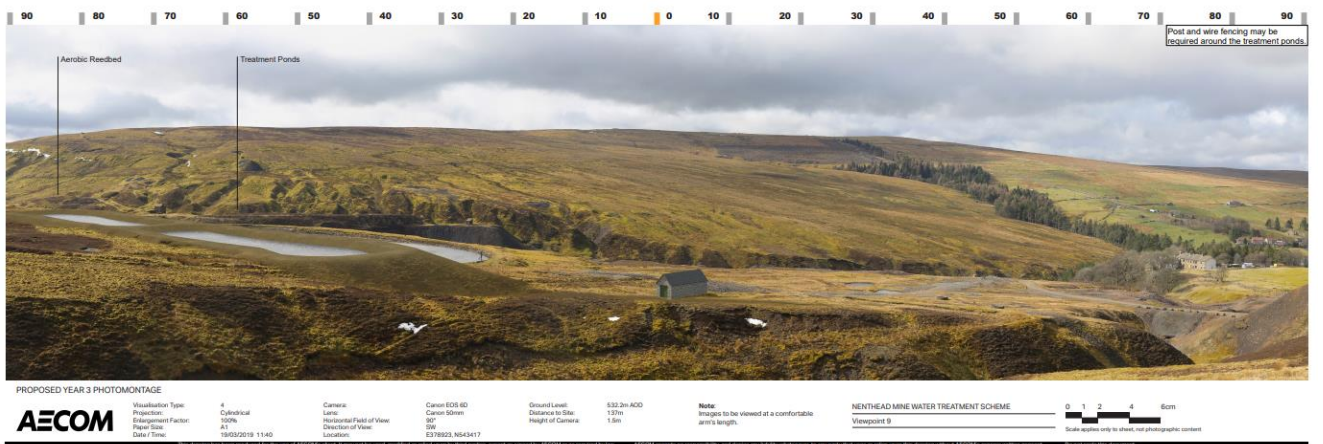 90 80 70 60 50 40 30 20 10 0 10 20 30 40 50 60 70 80 90
Post and wire fencing may be
required around the treatment ponds.
Aerobic Reedbed
Treatment Ponds
PROPOSED YEAR 3 PHOTOMONTAGE
AECOM
Visualisation Type: 4
Projection: Cylindrical
Enlargement Factor: 100%
Paper Size: A1
Date / Time: 19/03/2019 11:40
Camera: Canon EOS 6D
Lens: Canon 50mm
Horizontal Field of View: 90°
Direction of View: SW
Location: E378923, N543417
Ground Level: 532.2m AOD
Distance to Site: 137m
Height of Camera: 1.5m
Note:
Images to be viewed at a comfortable
arm's length.
NENTHEAD MINE WATER TREATMENT SCHEME
Viewpoint 9
0 1 2 4 6cm
Scale applies only to sheet, not photographic content